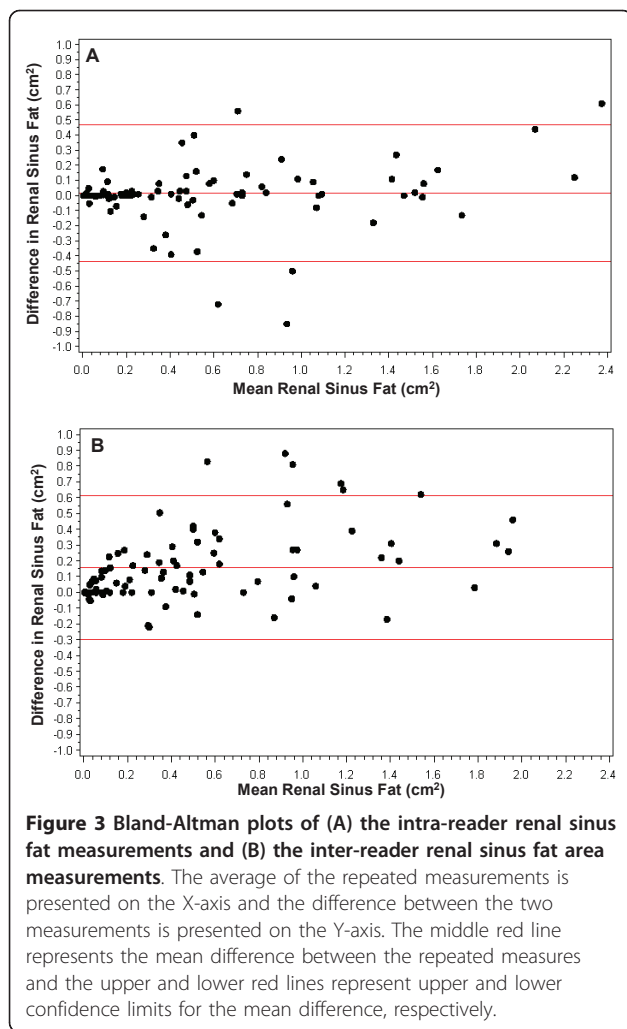 A
Difference in Renal Sinus Fat (cm²)
1.0
0.9
0.8
0.7
0.6
0.5
0.4
0.3
0.2
0.1
0.0
-0.1
-0.2
-0.3
-0.4
-0.5
-0.6
-0.7
-0.8
-0.9
-1.0
0.0 0.2 0.4 0.6 0.8 1.0 1.2 1.4 1.6 1.8 2.0 2.2 2.4
Mean Renal Sinus Fat (cm²)
B
Difference in Renal Sinus Fat (cm²)
1.0
0.9
0.8
0.7
0.6
0.5
0.4
0.3
0.2
0.1
0.0
-0.1
-0.2
-0.3
-0.4
-0.5
-0.6
-0.7
-0.8
-0.9
-1.0
0.0 0.2 0.4 0.6 0.8 1.0 1.2 1.4 1.6 1.8 2.0 2.2 2.4
Mean Renal Sinus Fat (cm²)
Figure 3 Bland-Altman plots of (A) the intra-reader renal sinus
fat measurements and (B) the inter-reader renal sinus fat area
measurements. The average of the repeated measurements is
presented on the X-axis and the difference between the two
measurements is presented on the Y-axis. The middle red line
represents the mean difference between the repeated measures
and the upper and lower red lines represent upper and lower
confidence limits for the mean difference, respectively.